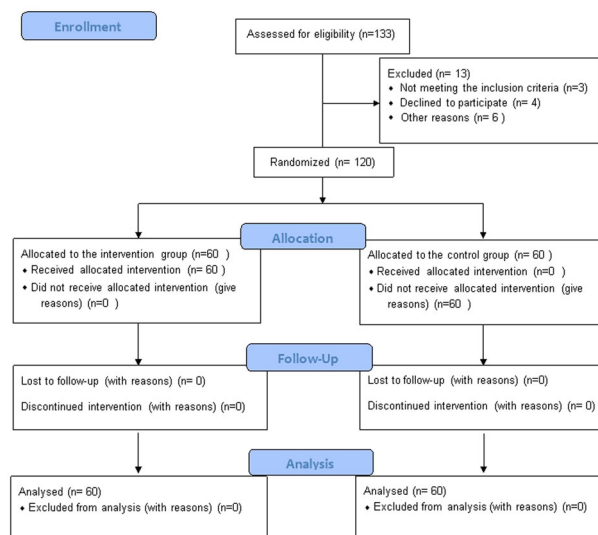 Enrollment
Assessed for eligibility (n=133)
Excluded (n= 13)
◆ Not meeting the inclusion criteria (n=3)
◆ Declined to participate (n= 4)
◆ Other reasons (n= 6 )
Randomized (n= 120)
Allocation
Allocated to the intervention group (n=60 )
◆ Received allocated intervention (n= 60 )
◆ Did not receive allocated intervention (give
reasons) (n=0 )
Allocated to the control group (n= 60 )
◆ Received allocated intervention (n=0 )
◆ Did not receive allocated intervention (give
reasons) (n=60 )
Follow-Up
Lost to follow-up (with reasons) (n= 0)
Discontinued intervention (with reasons) (n=0)
Lost to follow-up (with reasons) (n=0)
Discontinued intervention (with reasons) (n= 0)
Analysis
Analysed (n= 60)
◆ Excluded from analysis (with reasons) (n=0)
Analysed (n= 60)
◆ Excluded from analysis (with reasons) (n=0)